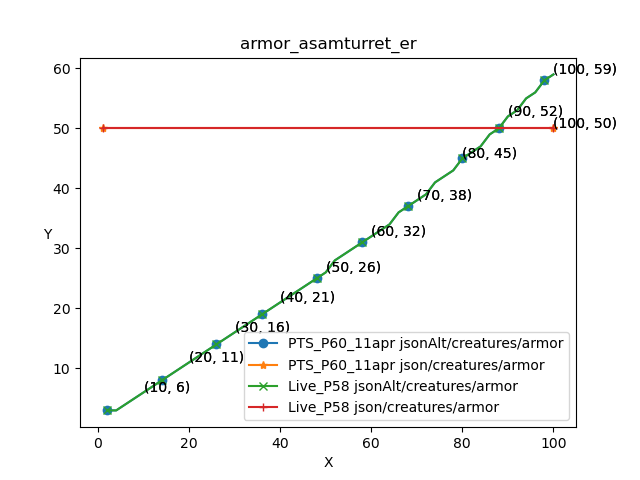 armor_asamturret_er
60
50
40
30
20
10
Y
(100, 59)
(90, 52)
(100, 50)
(80, 45)
(70, 38)
(60, 32)
(50, 26)
(40, 21)
(30, 16)
(20, 11)
(10, 6)
PTS_P60_11apr jsonAlt/creatures/armor
PTS_P60_11apr json/creatures/armor
Live_P58 jsonAlt/creatures/armor
Live_P58 json/creatures/armor
0 20 40 60 80 100
X